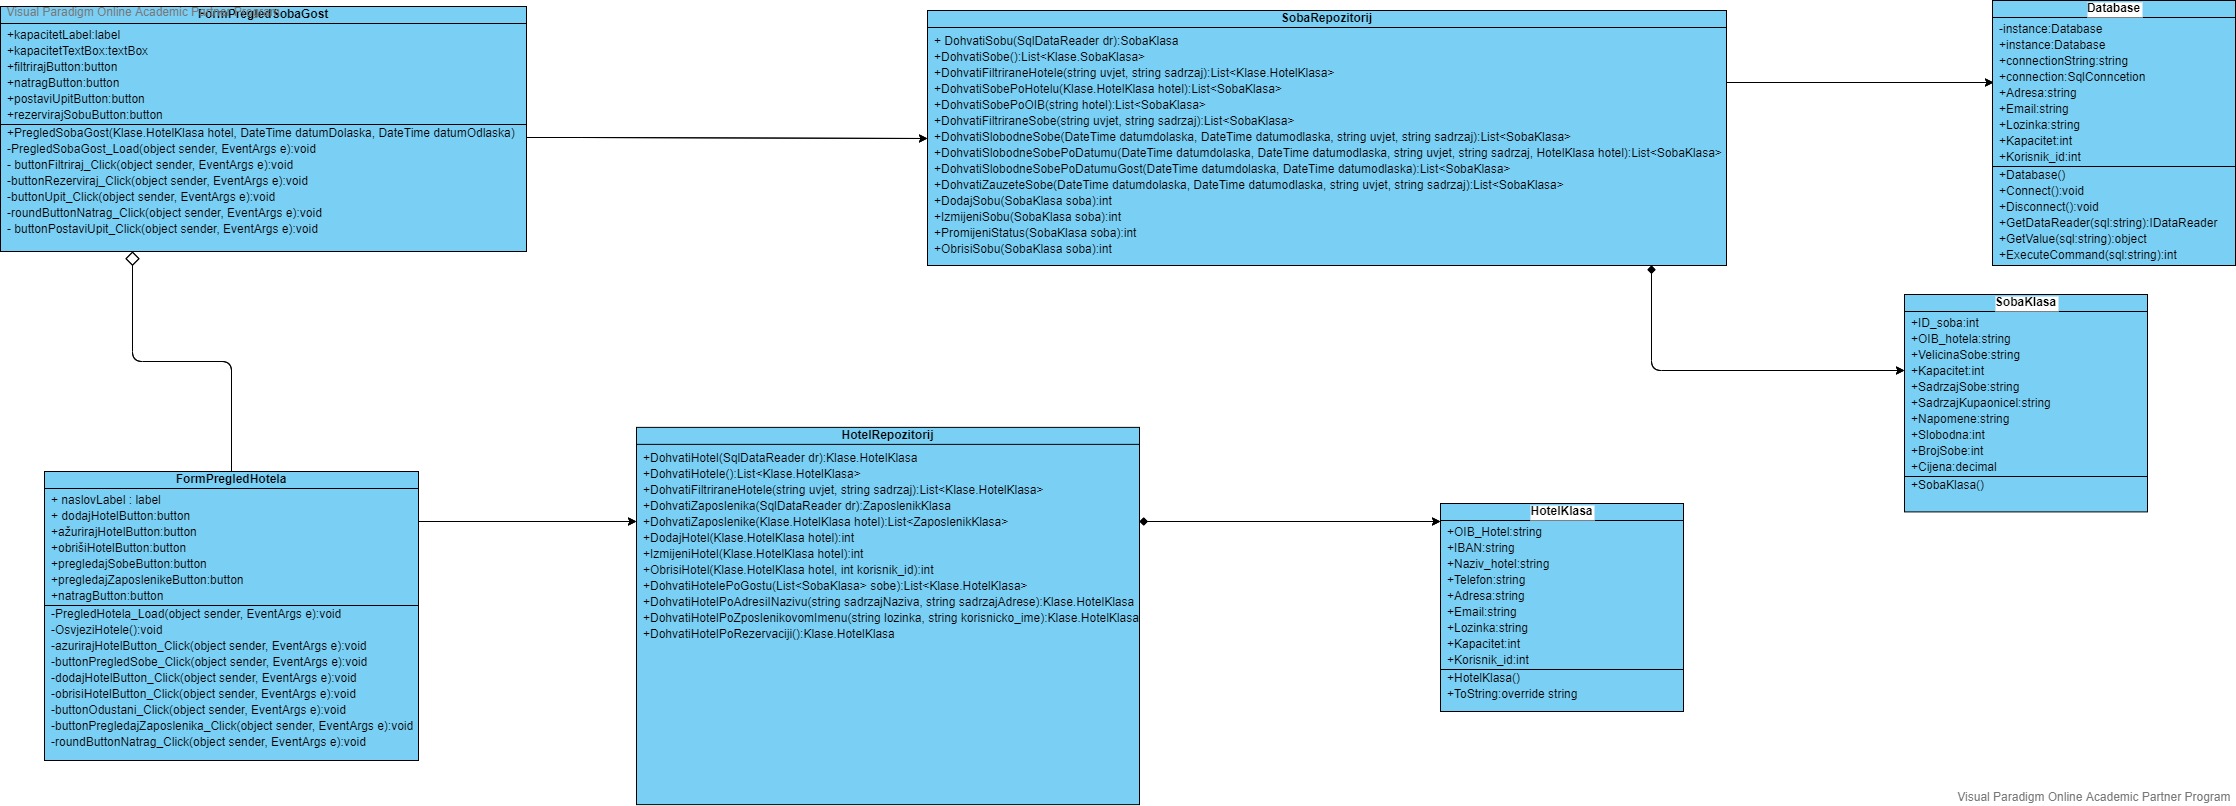 Visual Paradigm Online Academic Partner Program
FormPregledSobaGost
+kapacitetLabel:label
+kapacitetTextBox:textBox
+filtrirajButton:button
+natragButton:button
+postaviUpitButton:button
+rezervirajSobuButton:button
+PregledSobaGost(Klase.HotelKlasa hotel, DateTime datumDolaska, DateTime datumOdlaska)
-PregledSobaGost_Load(object sender, EventArgs e):void
- buttonFiltriraj_Click(object sender, EventArgs e):void
-buttonRezerviraj_Click(object sender, EventArgs e):void
-buttonUpit_Click(object sender, EventArgs e):void
-roundButtonNatrag_Click(object sender, EventArgs e):void
- buttonPostaviUpit_Click(object sender, EventArgs e):void
SobaRepozitorij
+ DohvatiSobu(SqlDataReader dr):SobaKlasa
+DohvatiSobe():List<Klase.SobaKlasa>
+DohvatiFiltriraneHotele(string uvjet, string sadrzaj):List<Klase.HotelKlasa>
+DohvatiSobePoHotelu(Klase.HotelKlasa hotel):List<SobaKlasa>
+DohvatiSobePoOIB(string hotel):List<SobaKlasa>
+DohvatiFiltriraneSobe(string uvjet, string sadrzaj):List<SobaKlasa>
+DohvatiSlobodneSobe(DateTime datumdolaska, DateTime datumodlaska, string uvjet, string sadrzaj):List<SobaKlasa>
+DohvatiSlobodneSobePoDatumu(DateTime datumdolaska, DateTime datumodlaska, string uvjet, string sadrzaj, HotelKlasa hotel):List<SobaKlasa>
+DohvatiSlobodneSobePoDatumuGost(DateTime datumdolaska, DateTime datumodlaska):List<SobaKlasa>
+DohvatiZauzeteSobe(DateTime datumdolaska, DateTime datumodlaska, string uvjet, string sadrzaj):List<SobaKlasa>
+DodajSobu(SobaKlasa soba):int
+IzmijeniSobu(SobaKlasa soba):int
+PromijeniStatus(SobaKlasa soba):int
+ObrisiSobu(SobaKlasa soba):int
Database
-instance:Database
+instance:Database
+connectionString:string
+connection:SqlConncetion
+Adresa:string
+Email:string
+Lozinka:string
+Kapacitet:int
+Korisnik_id:int
+Database()
+Connect():void
+Disconnect():void
+GetDataReader(sql:string):IDataReader
+GetValue(sql:string):object
+ExecuteCommand(sql:string):int
SobaKlasa
+ID_soba:int
+OIB_hotela:string
+VelicinaSobe:string
+Kapacitet:int
+SadrzajSobe:string
+SadrzajKupaonicel:string
+Napomene:string
+Slobodna:int
+BrojSobe:int
+Cijena:decimal
+SobaKlasa()
FormPregledHotela
+ naslovLabel : label
+ dodajHotelButton:button
+ažurirajHotelButton:button
+obrišiHotelButton:button
+pregledajSobeButton:button
+pregledajZaposlenikeButton:button
+natragButton:button
-PregledHotela_Load(object sender, EventArgs e):void
-OsvjeziHotele():void
-azurirajHotelButton_Click(object sender, EventArgs e):void
-buttonPregledSobe_Click(object sender, EventArgs e):void
-dodajHotelButton_Click(object sender, EventArgs e):void
-obrisiHotelButton_Click(object sender, EventArgs e):void
-buttonOdustani_Click(object sender, EventArgs e):void
-buttonPregledajZaposlenika_Click(object sender, EventArgs e):void
-roundButtonNatrag_Click(object sender, EventArgs e):void
HotelRepozitorij
+DohvatiHotel(SqlDataReader dr):Klase.HotelKlasa
+DohvatiHotele():List<Klase.HotelKlasa>
+DohvatiFiltriraneHotele(string uvjet, string sadrzaj):List<Klase.HotelKlasa>
+DohvatiZaposlenika(SqlDataReader dr):ZaposlenikKlasa
+DohvatiZaposlenike(Klase.HotelKlasa hotel):List<ZaposlenikKlasa>
+DodajHotel(Klase.HotelKlasa hotel):int
+IzmijeniHotel(Klase.HotelKlasa hotel):int
+ObrisiHotel(Klase.HotelKlasa hotel, int korisnik_id):int
+DohvatiHotelePoGostu(List<SobaKlasa> sobe):List<Klase.HotelKlasa>
+DohvatiHotelPoAdresiINazivu(string sadrzajNaziva, string sadrzajAdrese):Klase.HotelKlasa
+DohvatiHotelPoZposlenikovomImenu(string lozinka, string korisnicko_ime):Klase.HotelKlasa
+DohvatiHotelPoRezervaciji():Klase.HotelKlasa
HotelKlasa
+OIB_Hotel:string
+IBAN:string
+Naziv_hotel:string
+Telefon:string
+Adresa:string
+Email:string
+Lozinka:string
+Kapacitet:int
+Korisnik_id:int
+HotelKlasa()
+ToString:override string
Visual Paradigm Online Academic Partner Program